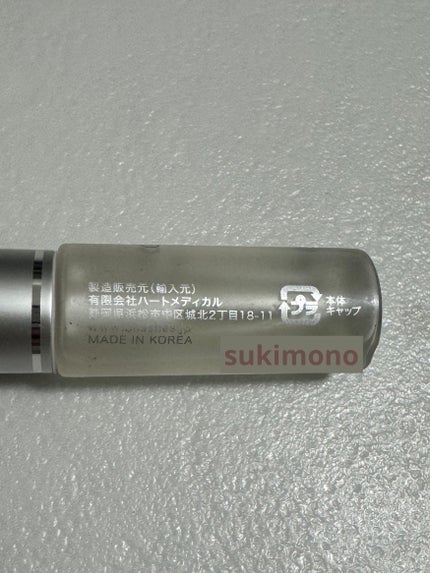 製造販売元（輸入元）
有限会社ハートメディカル
静岡県浜松市中区城北2丁目18-11
MADE IN KOREA
プラ
本体
キャップ
sukimono